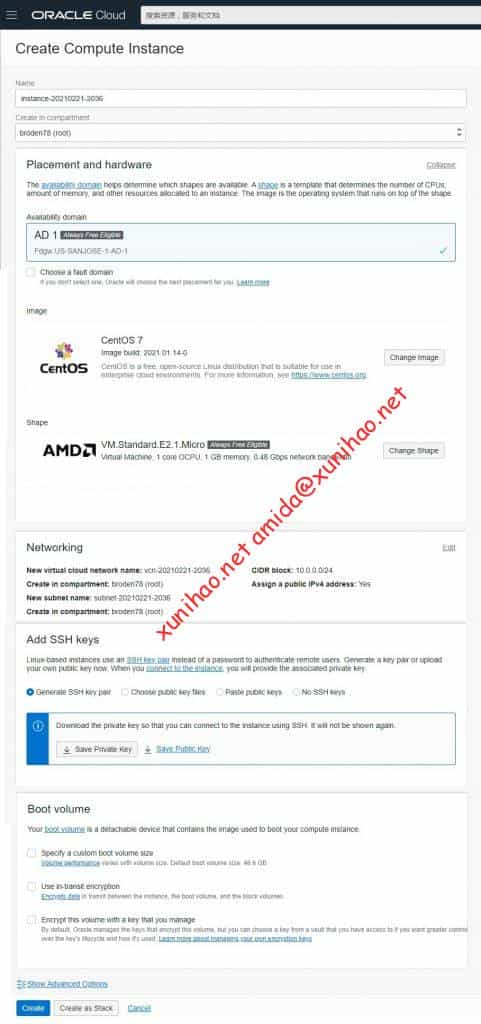 ORACLE Cloud
搜索资源，服务和文档
Create Compute Instance
Name
instance-20210221-2036
Create in compartment
broden78 (root)
Placement and hardware
Collapse
The availability domain helps determine which shapes are available. A shape is a template that determines the number of CPUs,
amount of memory, and other resources allocated to an instance. The image is the operating system that runs on top of the shape.
Availability domain
AD 1 Always Free Eligible
Fdgw:US-SANJOSE-1-AD-1
Choose a fault domain
If you don't select one, Oracle will choose the best placement for you. Learn more
Image
CentOS
CentOS 7
Image build: 2021.01.14-0
CentOS is a free, open-source Linux distribution that is suitable for use in
enterprise cloud environments. For more information, see https://www.centos.org.
Change Image
Shape
AMD
VM.Standard.E2.1.Micro Always Free Eligible
Virtual Machine, 1 core OCPU, 1 GB memory, 0.48 Gbps network bandwidth
Change Shape
xunihao.net amida@xunihao.net
Networking
Edit
New virtual cloud network name: vcn-20210221-2036
CIDR block: 10.0.0.0/24
Create in compartment: broden78 (root)
Assign a public IPv4 address: Yes
New subnet name: subnet-20210221-2036
Create in compartment: broden78 (root)
Add SSH keys
Linux-based instances use an SSH key pair instead of a password to authenticate remote users. Generate a key pair or upload
your own public key now. When you connect to the instance, you will provide the associated private key.
Generate SSH key pair
Choose public key files
Paste public keys
No SSH keys
Download the private key so that you can connect to the instance using SSH. It will not be shown again.
Save Private Key
Save Public Key
Boot volume
Your boot volume is a detachable device that contains the image used to boot your compute instance.
Specify a custom boot volume size
Volume performance varies with volume size. Default boot volume size: 46.6 GB
Use in-transit encryption
Encrypts data in transit between the instance, the boot volume, and the block volumes.
Encrypt this volume with a key that you manage
By default, Oracle manages the keys that encrypt this volume, but you can choose a key from a vault that you have access to if you want greater control
over the key's lifecycle and how it's used. Learn more about managing your own encryption keys
Show Advanced Options
Create
Create as Stack
Cancel